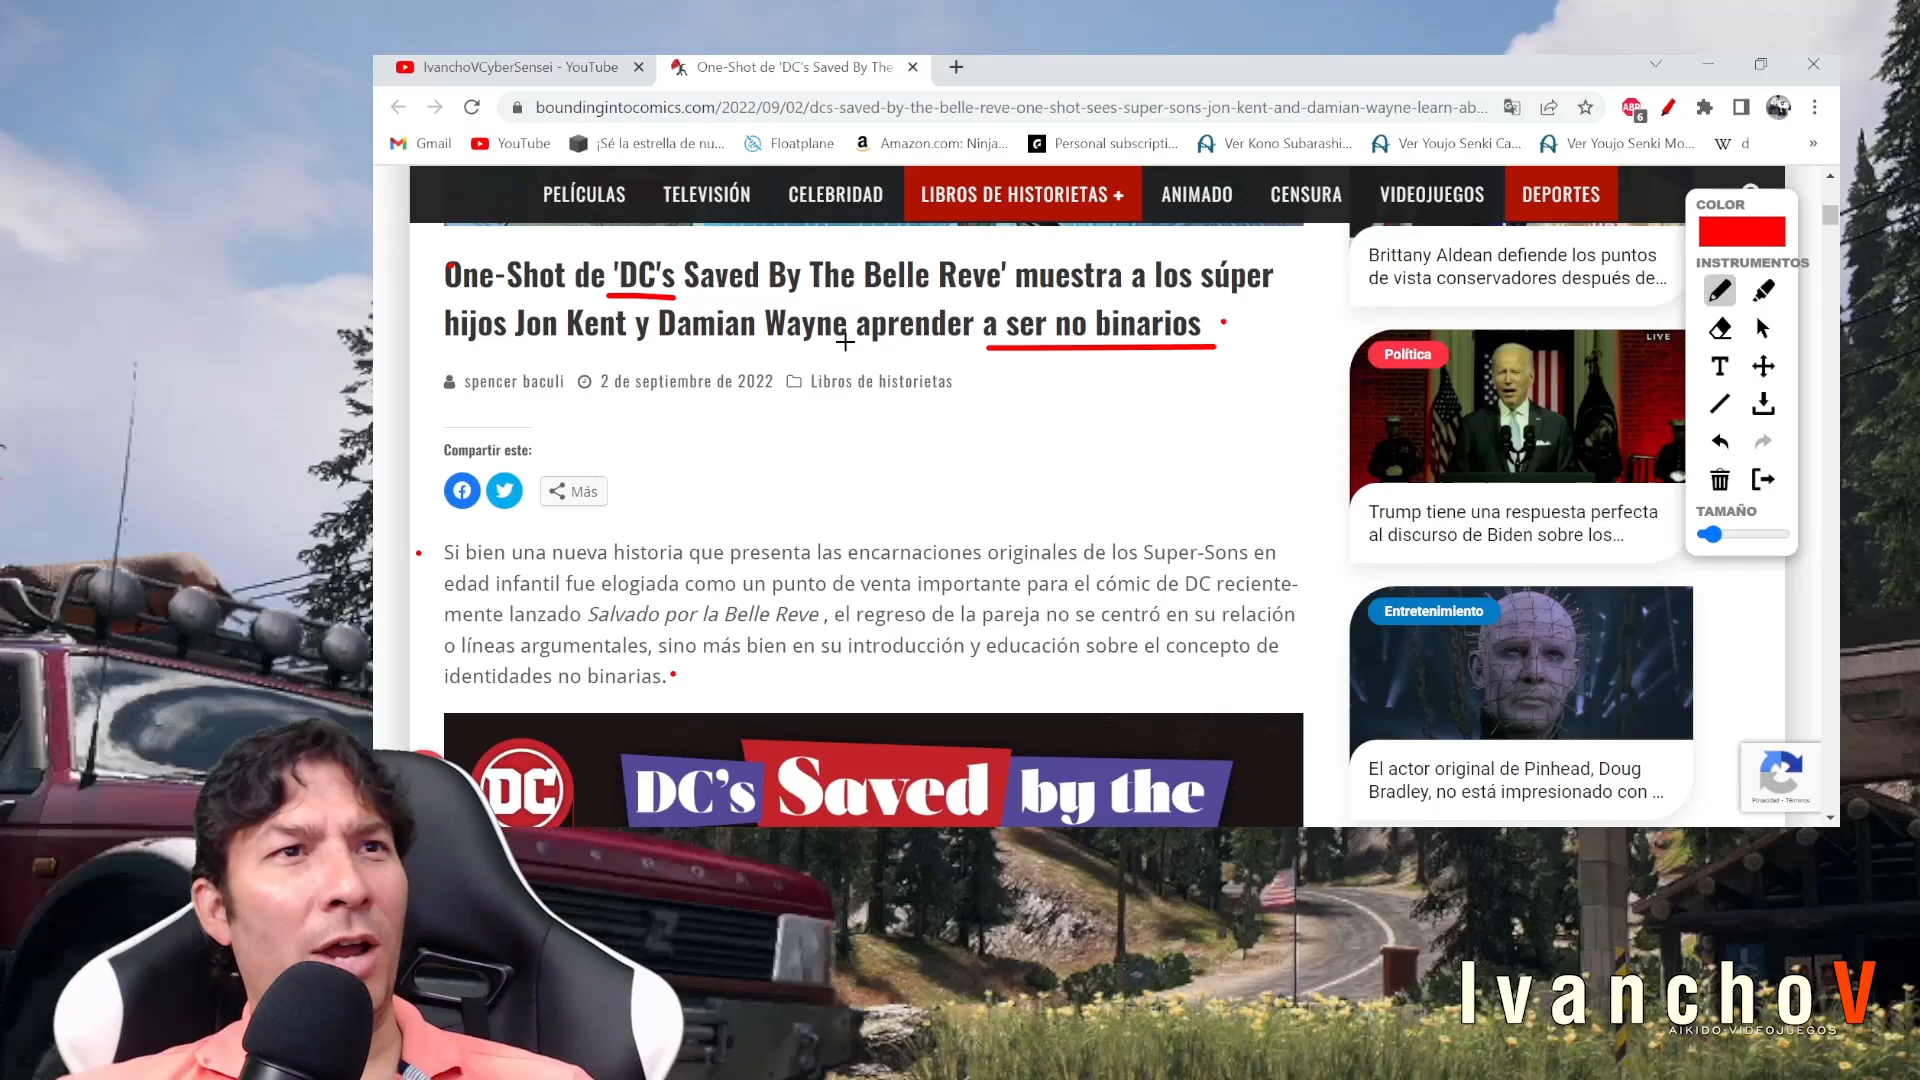 IvanchoVCyberSensei - YouTube
One-Shot de 'DC's Saved By The
boundingintocomics.com/2022/09/02/dcs-saved-by-the-belle-reve-one-shot-sees-super-sons-jon-kent-and-damian-wayne-learn-ab...
ABP
6
Gmail
YouTube
¡Sé la estrella de nu...
Floatplane
Amazon.com: Ninja...
Personal subscripti...
Ver Kono Subarashi...
Ver Youjo Senki Ca...
Ver Youjo Senki Mo...
W d
»
PELÍCULAS
TELEVISIÓN
CELEBRIDAD
LIBROS DE HISTORIETAS +
ANIMADO
CENSURA
VIDEOJUEGOS
DEPORTES
One-Shot de 'DC's Saved By The Belle Reve' muestra a los súper
hijos Jon Kent y Damian Wayne aprender a ser no binarios
spencer baculi
2 de septiembre de 2022
Libros de historietas
Compartir este:
Más
Si bien una nueva historia que presenta las encarnaciones originales de los Super-Sons en
edad infantil fue elogiada como un punto de venta importante para el cómic de DC reciente-
mente lanzado Salvado por la Belle Reve , el regreso de la pareja no se centró en su relación
o líneas argumentales, sino más bien en su introducción y educación sobre el concepto de
identidades no binarias.
DC
DC's Saved by the
Brittany Aldean defiende los puntos
de vista conservadores después de...
LIVE
Política
Trump tiene una respuesta perfecta
al discurso de Biden sobre los...
Entretenimiento
El actor original de Pinhead, Doug
Bradley, no está impresionado con ...
COLOR
INSTRUMENTOS
T
TAMAÑO
Privacidad - Términos
IvanchoV
AIKIDO-VIDEOJUEGOS